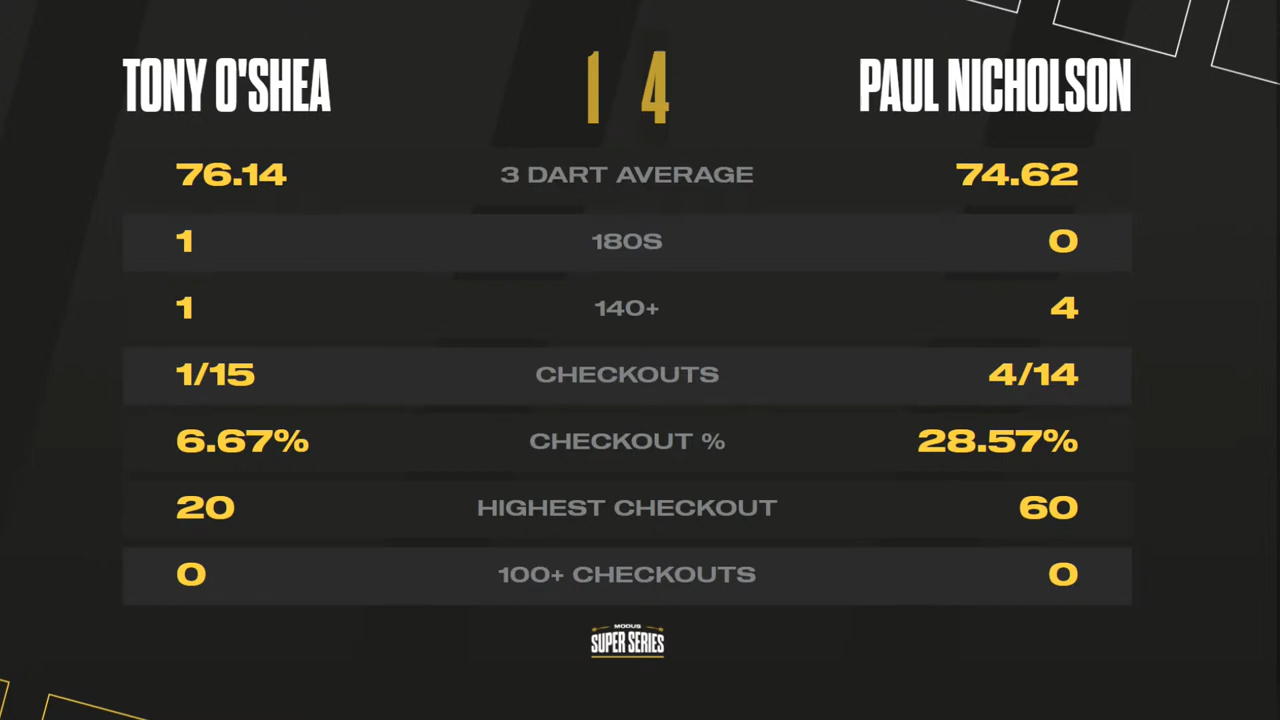 TONY O'SHEA 1 4 PAUL NICHOLSON
76.14 3 DART AVERAGE 74.62
1 180S 0
1 140+ 4
1/15 CHECKOUTS 4/14
6.67% CHECKOUT % 28.57%
20 HIGHEST CHECKOUT 60
0 100+ CHECKOUTS 0
MODUS
SUPER SERIES